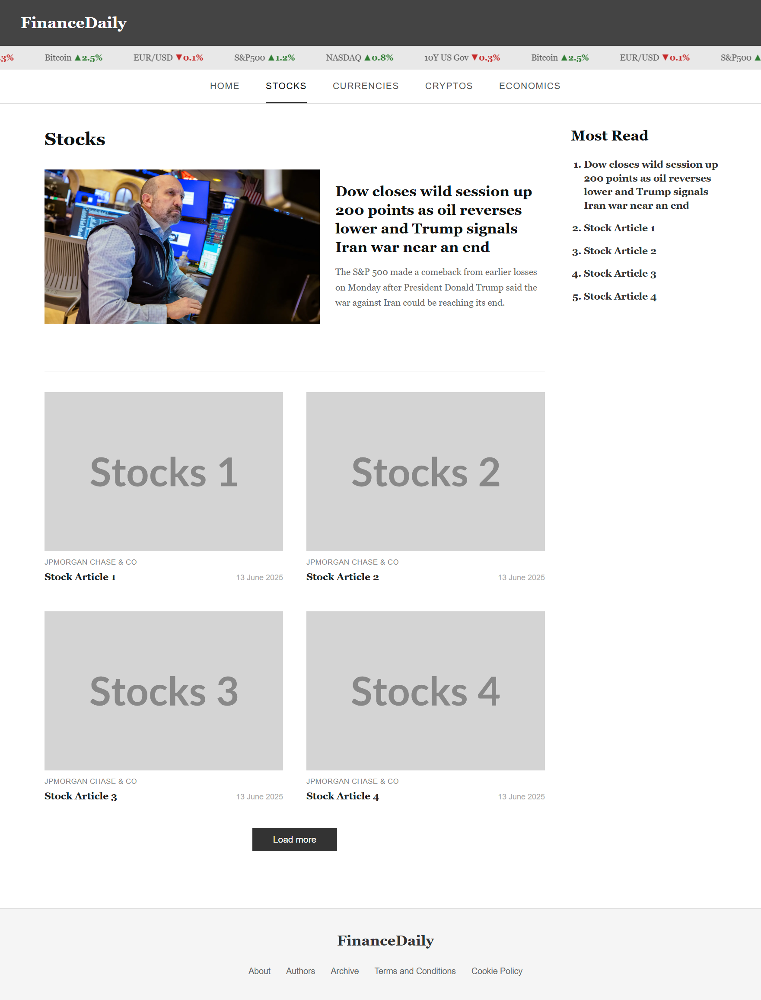 FinanceDaily
.3% Bitcoin ▲2.5% EUR/USD ▼0.1% S&P500 ▲1.2% NASDAQ ▲0.8% 10Y US Gov ▼0.3% Bitcoin ▲2.5% EUR/USD ▼0.1% S&P500 ▲
HOME STOCKS CURRENCIES CRYPTOS ECONOMICS
Stocks
Dow closes wild session up
200 points as oil reverses
lower and Trump signals
Iran war near an end
The S&P 500 made a comeback from earlier losses
on Monday after President Donald Trump said the
war against Iran could be reaching its end.
Most Read
1. Dow closes wild session up
200 points as oil reverses
lower and Trump signals
Iran war near an end
2. Stock Article 1
3. Stock Article 2
4. Stock Article 3
5. Stock Article 4
Stocks 1
JPMORGAN CHASE & CO
Stock Article 1 13 June 2025
Stocks 2
JPMORGAN CHASE & CO
Stock Article 2 13 June 2025
Stocks 3
JPMORGAN CHASE & CO
Stock Article 3 13 June 2025
Stocks 4
JPMORGAN CHASE & CO
Stock Article 4 13 June 2025
Load more
FinanceDaily
About Authors Archive Terms and Conditions Cookie Policy